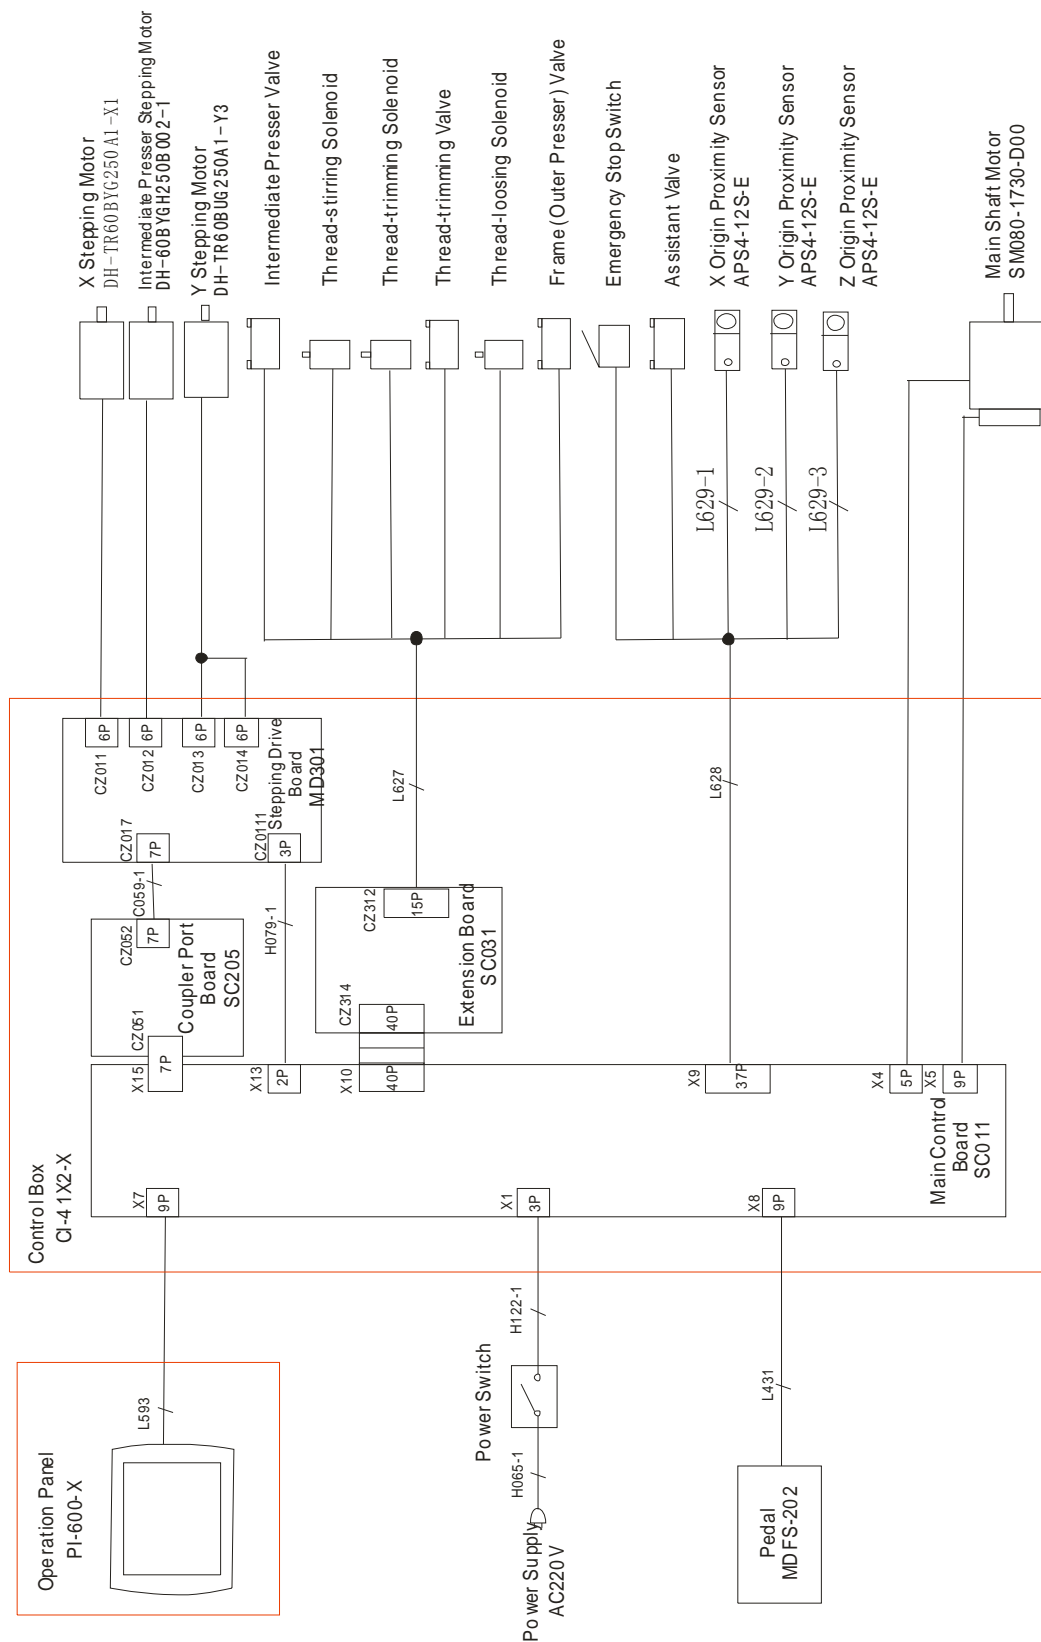 X Stepping Motor
DH-TR60BYG250A1-X1
Intermediate Presser Stepping Motor
DH-60BYGH250B002-1
Y Stepping Motor
DH-TR60BUG250A1-Y3
Intermediate Presser Valve
Thread-stirring Solenoid
Thread-trimming Solenoid
Thread-trimming Valve
Thread-loosing Solenoid
Frame (Outer Presser) Valve
Emergency Stop Switch
Assistant Valve
X Origin Proximity Sensor
APS4-12S-E
Y Origin Proximity Sensor
APS4-12S-E
Z Origin Proximity Sensor
APS4-12S-E
Main Shaft Motor
SM080-1730-D00
L629-1
L629-2
L629-3
L627
L628
CZ011
6P
CZ012
6P
CZ013
6P
CZ014
6P
Stepping Drive
Board
MD301
CZ017
7P
CZ0111
3P
C059-1
H079-1
CZ052
7P
Coupler Port
Board
SC205
CZ051
CZ312
15P
Extension Board
SC031
CZ314
40P
X15
7P
X13
2P
X10
40P
X9
37P
X4
5P
X5
9P
Main Control
Board
SC011
Control Box
CI-4 1X2-X
X7
9P
X1
3P
X8
9P
L593
H122-1
L431
Operation Panel
PI-600-X
Power Switch
H065-1
Power Supply
AC220V
Pedal
MDFS-202